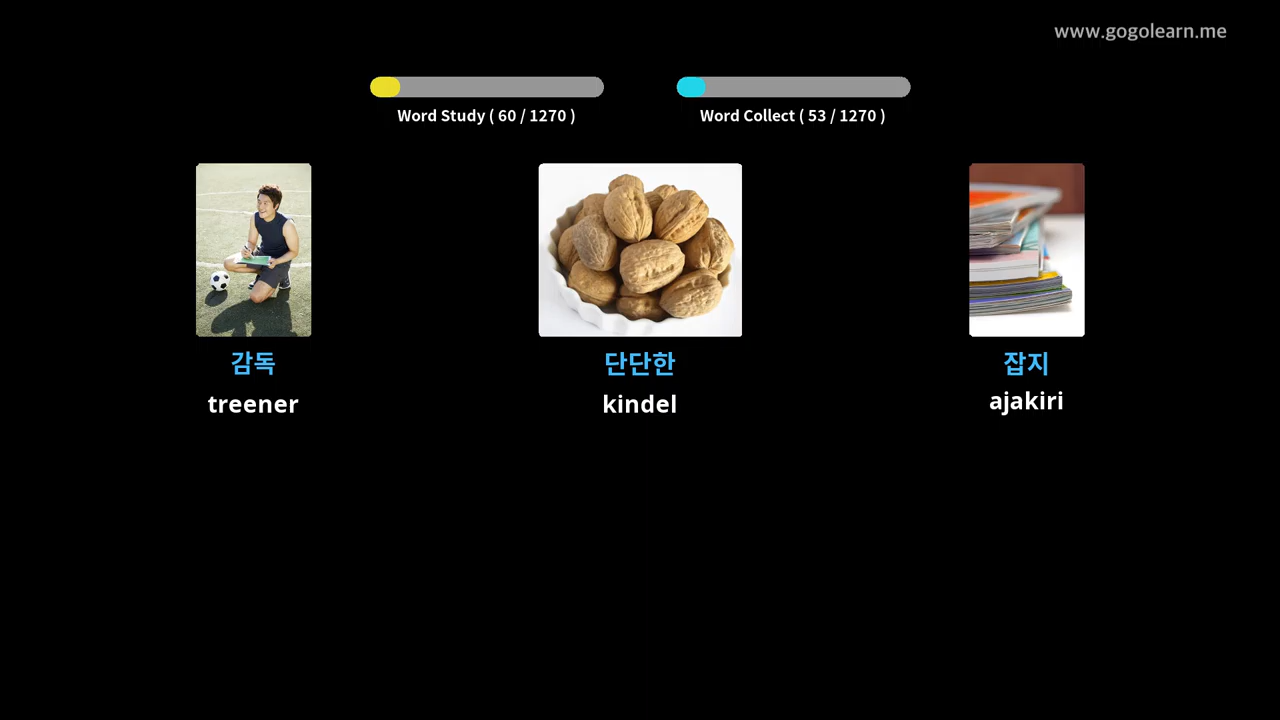 www.gogolearn.me
Word Study ( 60 / 1270 )
Word Collect ( 53 / 1270 )
감독
단단한
잡지
treener
kindel
ajakiri